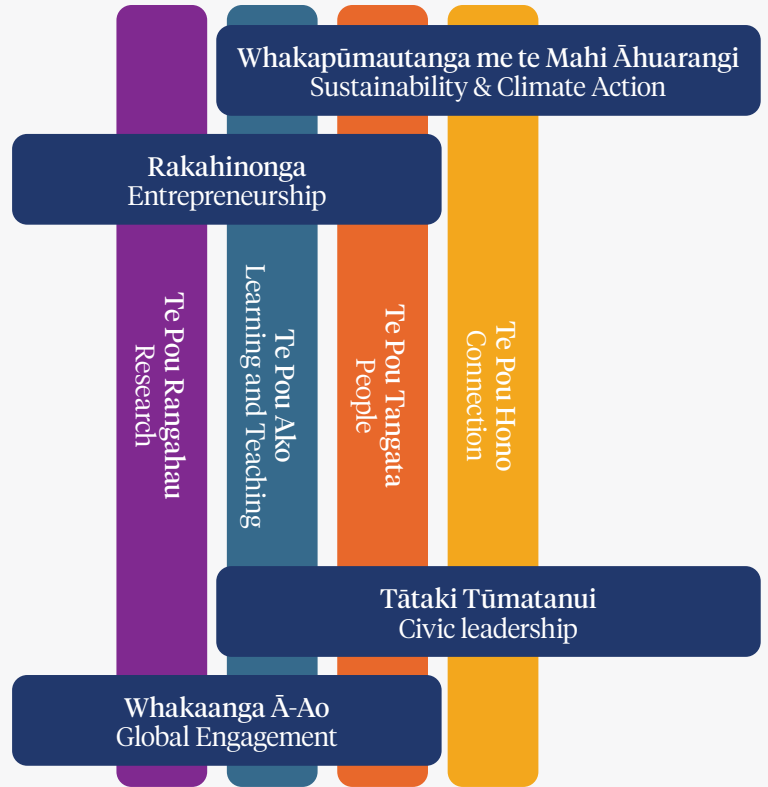 Whakapūmautanga me te Mahi Āhuarangi
Sustainability & Climate Action
Rakahinonga
Entrepreneurship
Te Pou Rangahau
Research
Te Pou Ako
Learning and Teaching
Te Pou Tangata
People
Te Pou Hono
Connection
Tātaki Tūmatanui
Civic leadership
Whakaanga Ā-Ao
Global Engagement